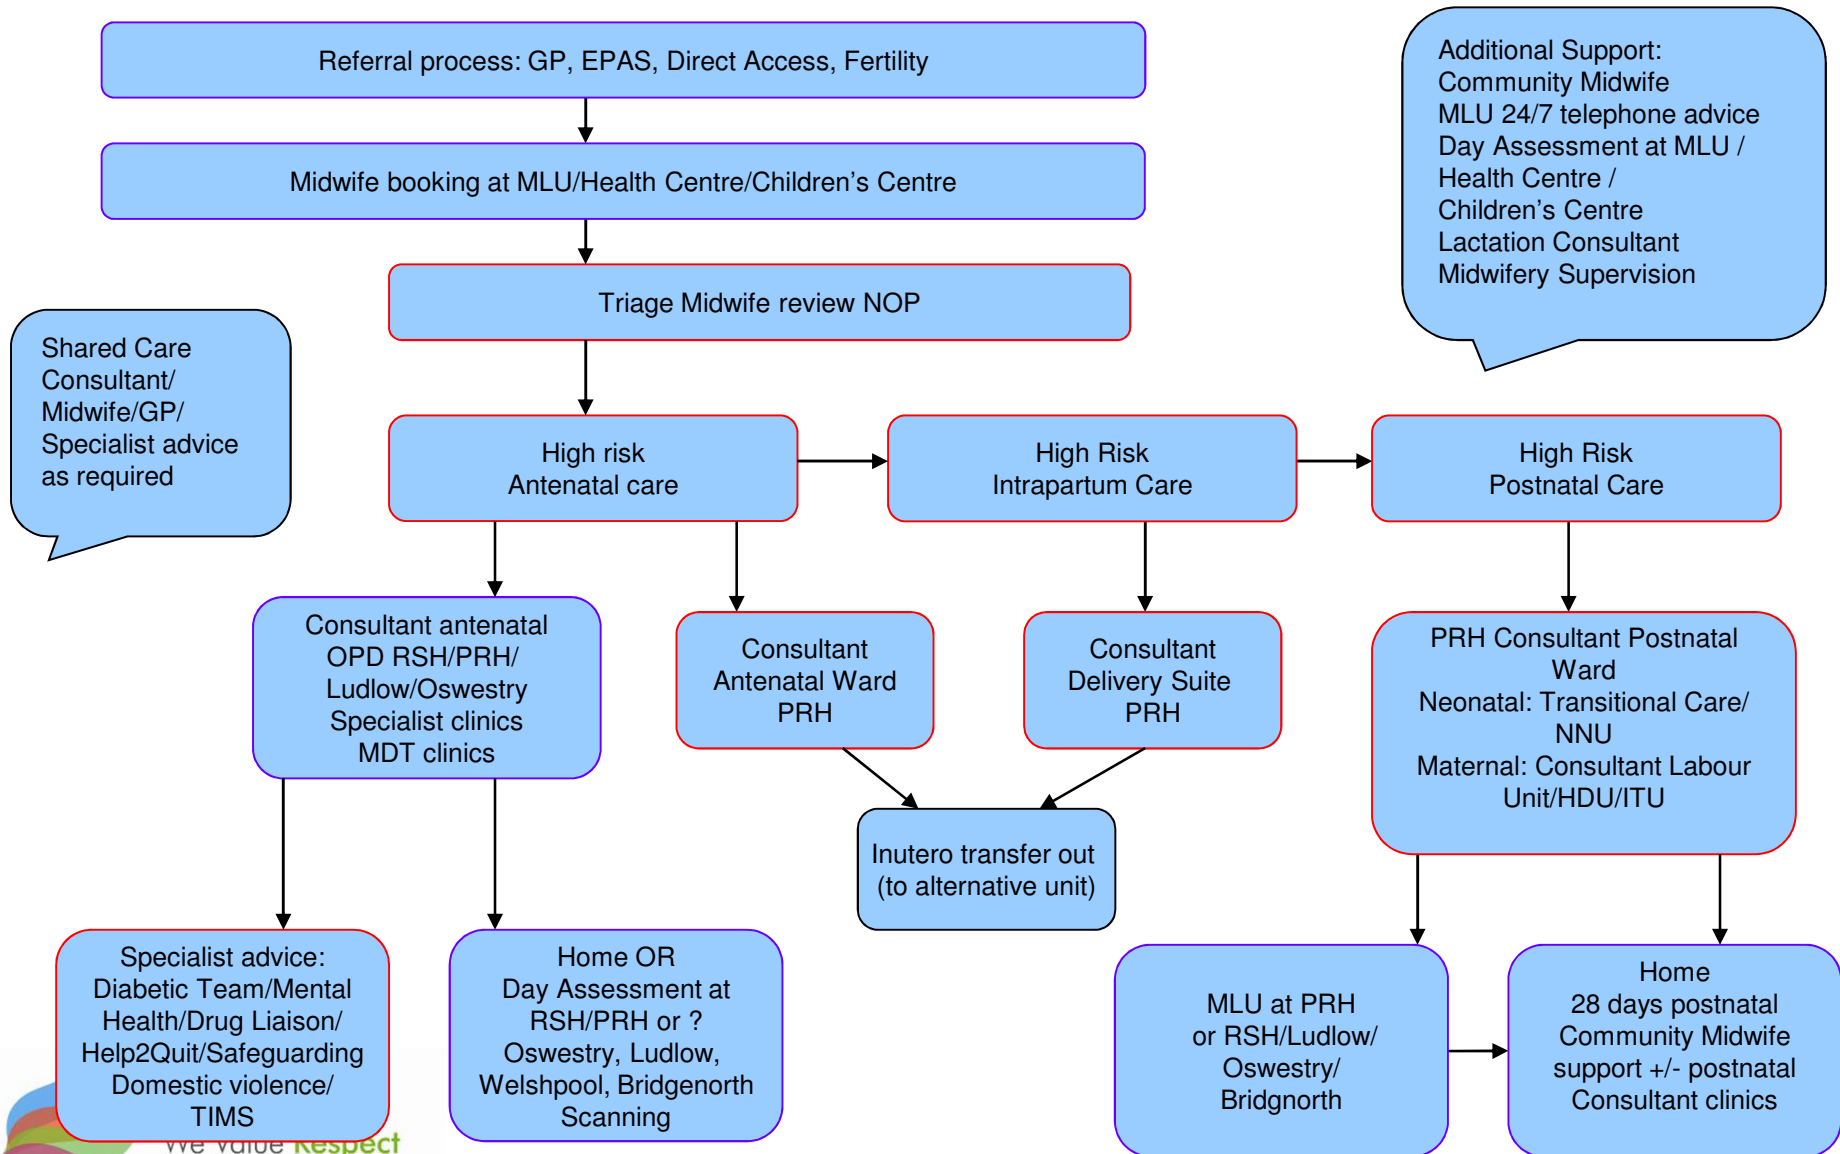 Referral process: GP, EPAS, Direct Access, Fertility
Midwife booking at MLU/Health Centre/Children's Centre
Triage Midwife review NOP
Additional Support:
Community Midwife
MLU 24/7 telephone advice
Day Assessment at MLU /
Health Centre /
Children's Centre
Lactation Consultant
Midwifery Supervision
Shared Care
Consultant/
Midwife/GP/
Specialist advice
as required
High risk
Antenatal care
High Risk
Intrapartum Care
High Risk
Postnatal Care
Consultant antenatal
OPD RSH/PRH/
Ludlow/Oswestry
Specialist clinics
MDT clinics
Consultant
Antenatal Ward
PRH
Consultant
Delivery Suite
PRH
PRH Consultant Postnatal
Ward
Neonatal: Transitional Care/
NNU
Maternal: Consultant Labour
Unit/HDU/ITU
Inutero transfer out
(to alternative unit)
Specialist advice:
Diabetic Team/Mental
Health/Drug Liaison/
Help2Quit/Safeguarding
Domestic violence/
TIMS
Home OR
Day Assessment at
RSH/PRH or ?
Oswestry, Ludlow,
Welshpool, Bridgenorth
Scanning
MLU at PRH
or RSH/Ludlow/
Oswestry/
Bridgnorth
Home
28 days postnatal
Community Midwife
support +/- postnatal
Consultant clinics
We Value Respect